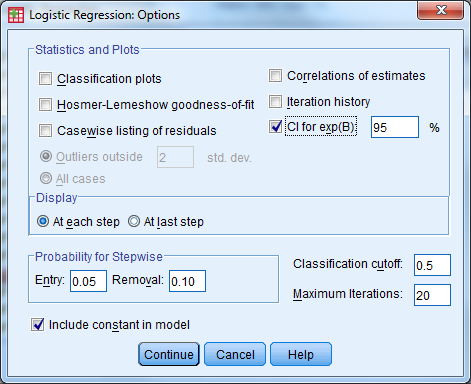 Logistic Regression: Options
Statistics and Plots
Classification plots
Correlations of estimates
Hosmer-Lemeshow goodness-of-fit
Iteration history
Casewise listing of residuals
CI for exp(B): 95 %
Outliers outside 2 std. dev.
All cases
Display
At each step At last step
Probability for Stepwise
Entry: 0.05 Removal: 0.10
Classification cutoff: 0.5
Maximum Iterations: 20
Include constant in model
Continue Cancel Help